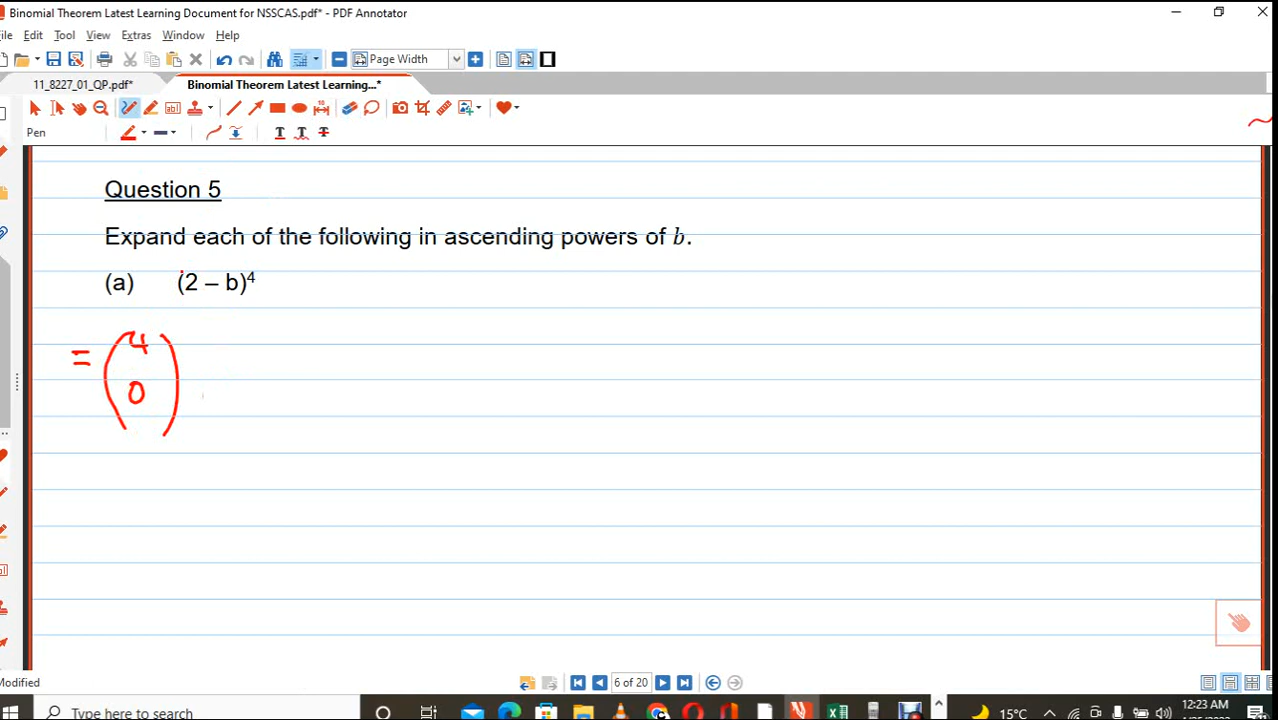 Binomial Theorem Latest Learning Document for NSSCAS.pdf* - PDF Annotator
ile Edit Tool View Extras Window Help
Page Width
11_8227_01_QP.pdf* Binomial Theorem Latest Learning...*
Pen
Question 5
Expand each of the following in ascending powers of b.
(a) (2 – b)⁴
= (4
0)
6 of 20
Modified
Type here to search
15°C
12:23 AM